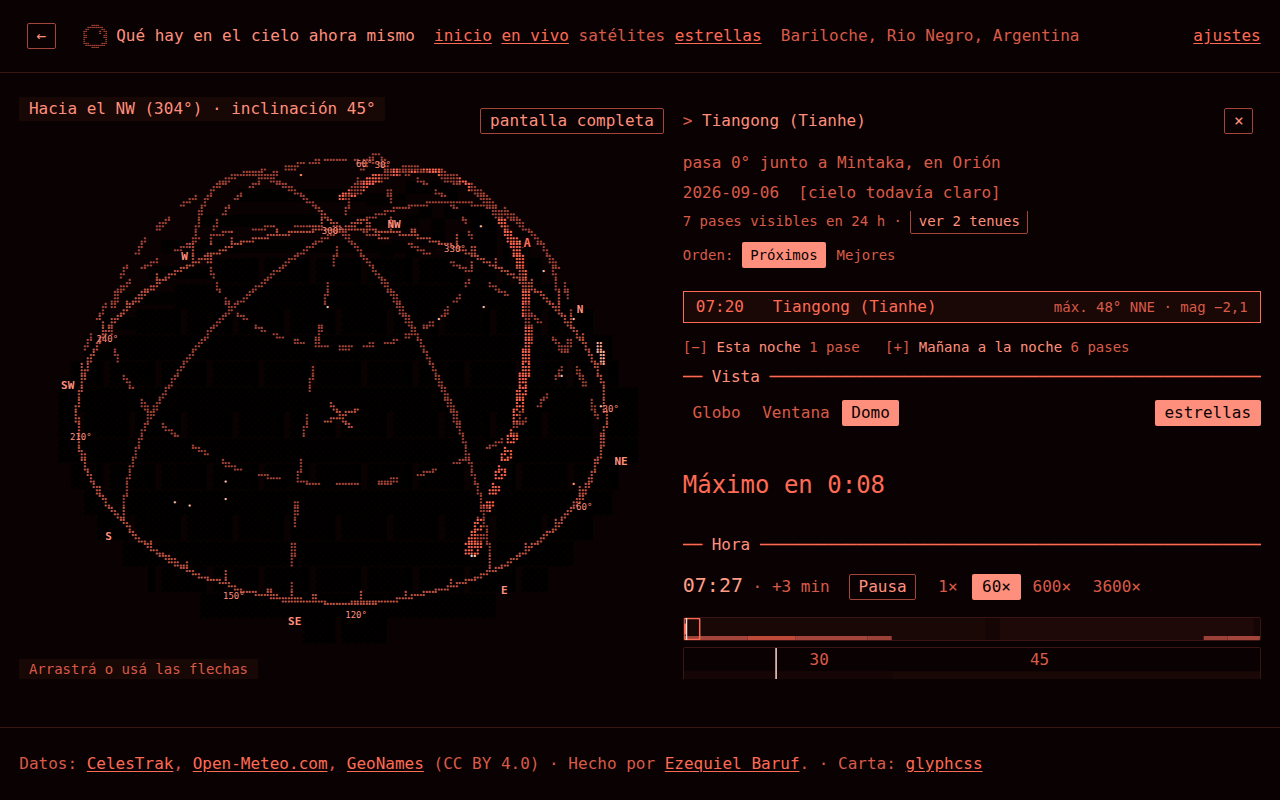 ← Qué hay en el cielo ahora mismo inicio en vivo satélites estrellas Bariloche, Rio Negro, Argentina ajustes
Hacia el NW (304°) · inclinación 45°
pantalla completa
60° 30°
300° NW
330° A
W
N
240°
SW
30°
210°
NE
60°
S
E
150°
120°
SE
Arrastrá o usá las flechas
> Tiangong (Tianhe) ×
pasa 0° junto a Mintaka, en Orión
2026-09-06 [cielo todavía claro]
7 pases visibles en 24 h · ver 2 tenues
Orden: Próximos Mejores
07:20 Tiangong (Tianhe) máx. 48° NNE · mag −2,1
[−] Esta noche 1 pase [+] Mañana a la noche 6 pases
Vista
Globo Ventana Domo estrellas
Máximo en 0:08
Hora
07:27 · +3 min Pausa 1× 60× 600× 3600×
30 45
Datos: CelesTrak, Open-Meteo.com, GeoNames (CC BY 4.0) · Hecho por Ezequiel Baruf. · Carta: glyphcss